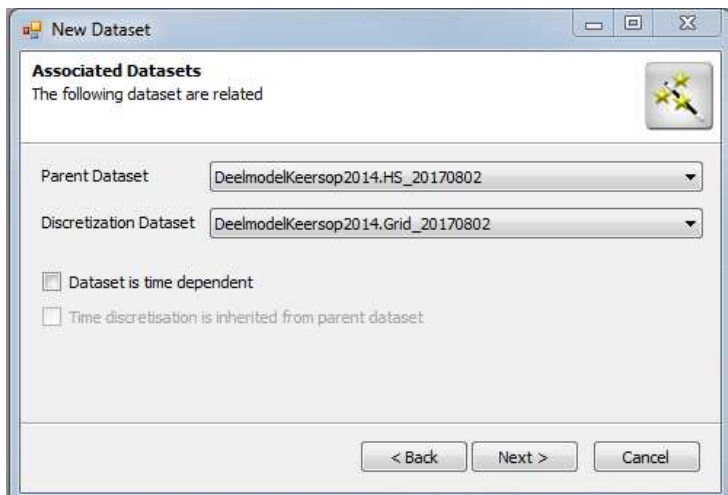 New Dataset
Associated Datasets
The following dataset are related
Parent Dataset DeelmodelKeersop2014.HS_20170802
Discretization Dataset DeelmodelKeersop2014.Grid_20170802
Dataset is time dependent
Time discretisation is inherited from parent dataset
< Back Next > Cancel